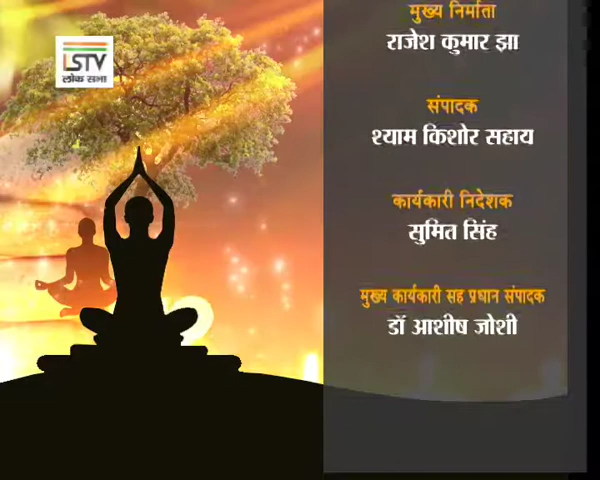 LSTV
लोक सभा
मुख्य निर्माता
राजेश कुमार झा
संपादक
श्याम किशोर सहाय
कार्यकारी निदेशक
सुमित सिंह
मुख्य कार्यकारी सह प्रधान संपादक
डॉ आशीष जोशी